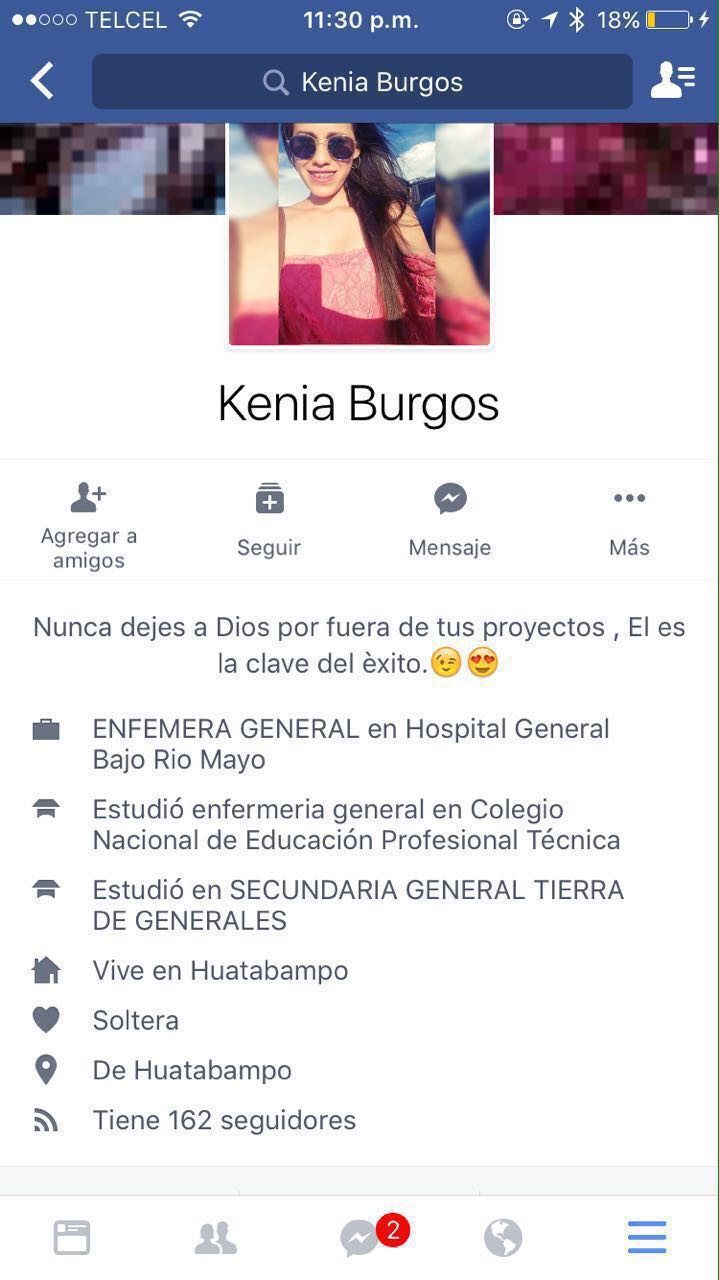 TELCEL 11:30 p.m. 18%
Kenia Burgos
Kenia Burgos
Agregar a
amigos
Seguir
Mensaje
Más
Nunca dejes a Dios por fuera de tus proyectos , El es
la clave del èxito.😉😍
ENFEMERA GENERAL en Hospital General
Bajo Rio Mayo
Estudió enfermeria general en Colegio
Nacional de Educación Profesional Técnica
Estudió en SECUNDARIA GENERAL TIERRA
DE GENERALES
Vive en Huatabampo
Soltera
De Huatabampo
Tiene 162 seguidores
2